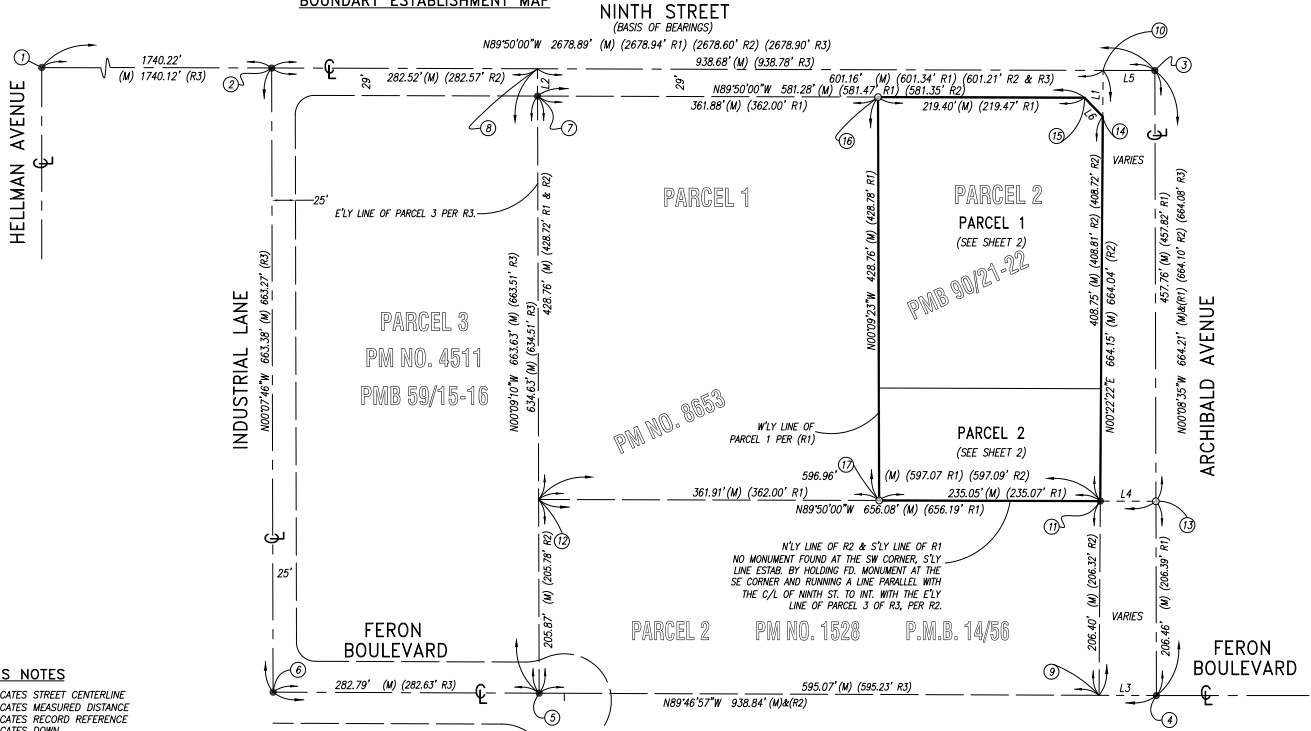 BOUNDARY ESTABLISHMENT MAP
NINTH STREET
(BASIS OF BEARINGS)
N89°50'00"W 2678.89' (M) (2678.94' R1) (2678.60' R2) (2678.90' R3)
10
1
1740.22'
(M) 1740.12' (R3)
2
CL
938.68' (M) (938.78' R3)
3
29'
282.52' (M) (282.57' R2)
L2
29'
601.16' (M) (601.34' R1) (601.21' R2 & R3)
L5
N89°50'00"W 581.28' (M) (581.47' R1) (581.35' R2)
L1
361.88' (M) (362.00' R1)
219.40' (M) (219.47' R1)
L6
8
7
16
15
14
CL
HELLMAN AVENUE
CL
VARIES
25'
E'LY LINE OF PARCEL 3 PER R3.
PARCEL 1
PARCEL 2
PARCEL 1
(SEE SHEET 2)
PMB 90/21-22
428.76' (M) (428.72' R1 & R2)
N00°09'23"W 428.76' (M) (428.78' R1)
408.75' (M) (408.81' R2) (408.72' R2)
N00°22'22"E 664.15' (M) 664.04' (R2)
457.76' (M) (457.82' R1)
N00°08'35"W 664.21' (M)&(R1) (664.10' R2) (664.08' R3)
N00°09'10"W 663.63' (M) (663.51' R3)
634.63' (M) (634.51' R3)
INDUSTRIAL LANE
N00°07'46"W 663.38' (M) 663.27' (R3)
PARCEL 3
PM NO. 4511
PMB 59/15-16
ARCHIBALD AVENUE
PM NO. 8653
W'LY LINE OF
PARCEL 1 PER (R1)
PARCEL 2
(SEE SHEET 2)
17
596.96' (M) (597.07 R1) (597.09' R2)
361.91' (M) (362.00' R1)
235.05' (M) (235.07' R1)
L4
N89°50'00"W 656.08' (M) (656.19' R1)
11
13
12
CL
N'LY LINE OF R2 & S'LY LINE OF R1
NO MONUMENT FOUND AT THE SW CORNER, S'LY
LINE ESTAB. BY HOLDING FD. MONUMENT AT THE
SE CORNER AND RUNNING A LINE PARALLEL WITH
THE C/L OF NINTH ST. TO INT. WITH THE E'LY
LINE OF PARCEL 3 OF R3, PER R2.
25'
205.87' (M) (205.78' R2)
206.40' (M) (206.32' R2)
206.46' (M) (206.39' R1)
VARIES
PARCEL 2 PM NO. 1528 P.M.B. 14/56
FERON
BOULEVARD
FERON
BOULEVARD
6
282.79' (M) (282.63' R3)
CL
595.07' (M) (595.23' R3)
9
L3
CL
N89°46'57"W 938.84' (M)&(R2)
5
4
S NOTES
CATES STREET CENTERLINE
CATES MEASURED DISTANCE
CATES RECORD REFERENCE
CATES DOWN